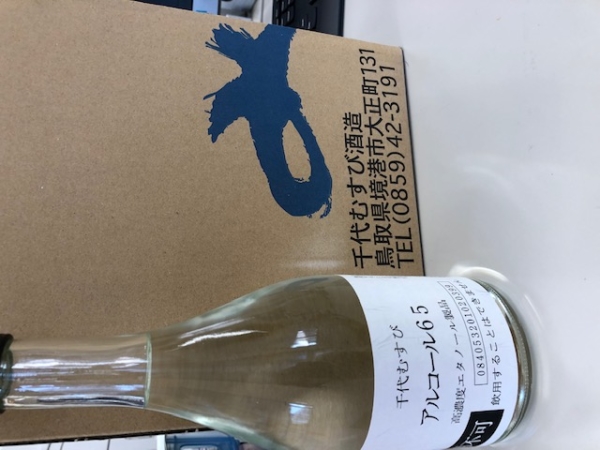 千代むすび酒造
鳥取県境港市大正町131
TEL(0859)42-3191
千代むすび
アルコール65
高濃度エタノール製品
飲用することはできません
不可